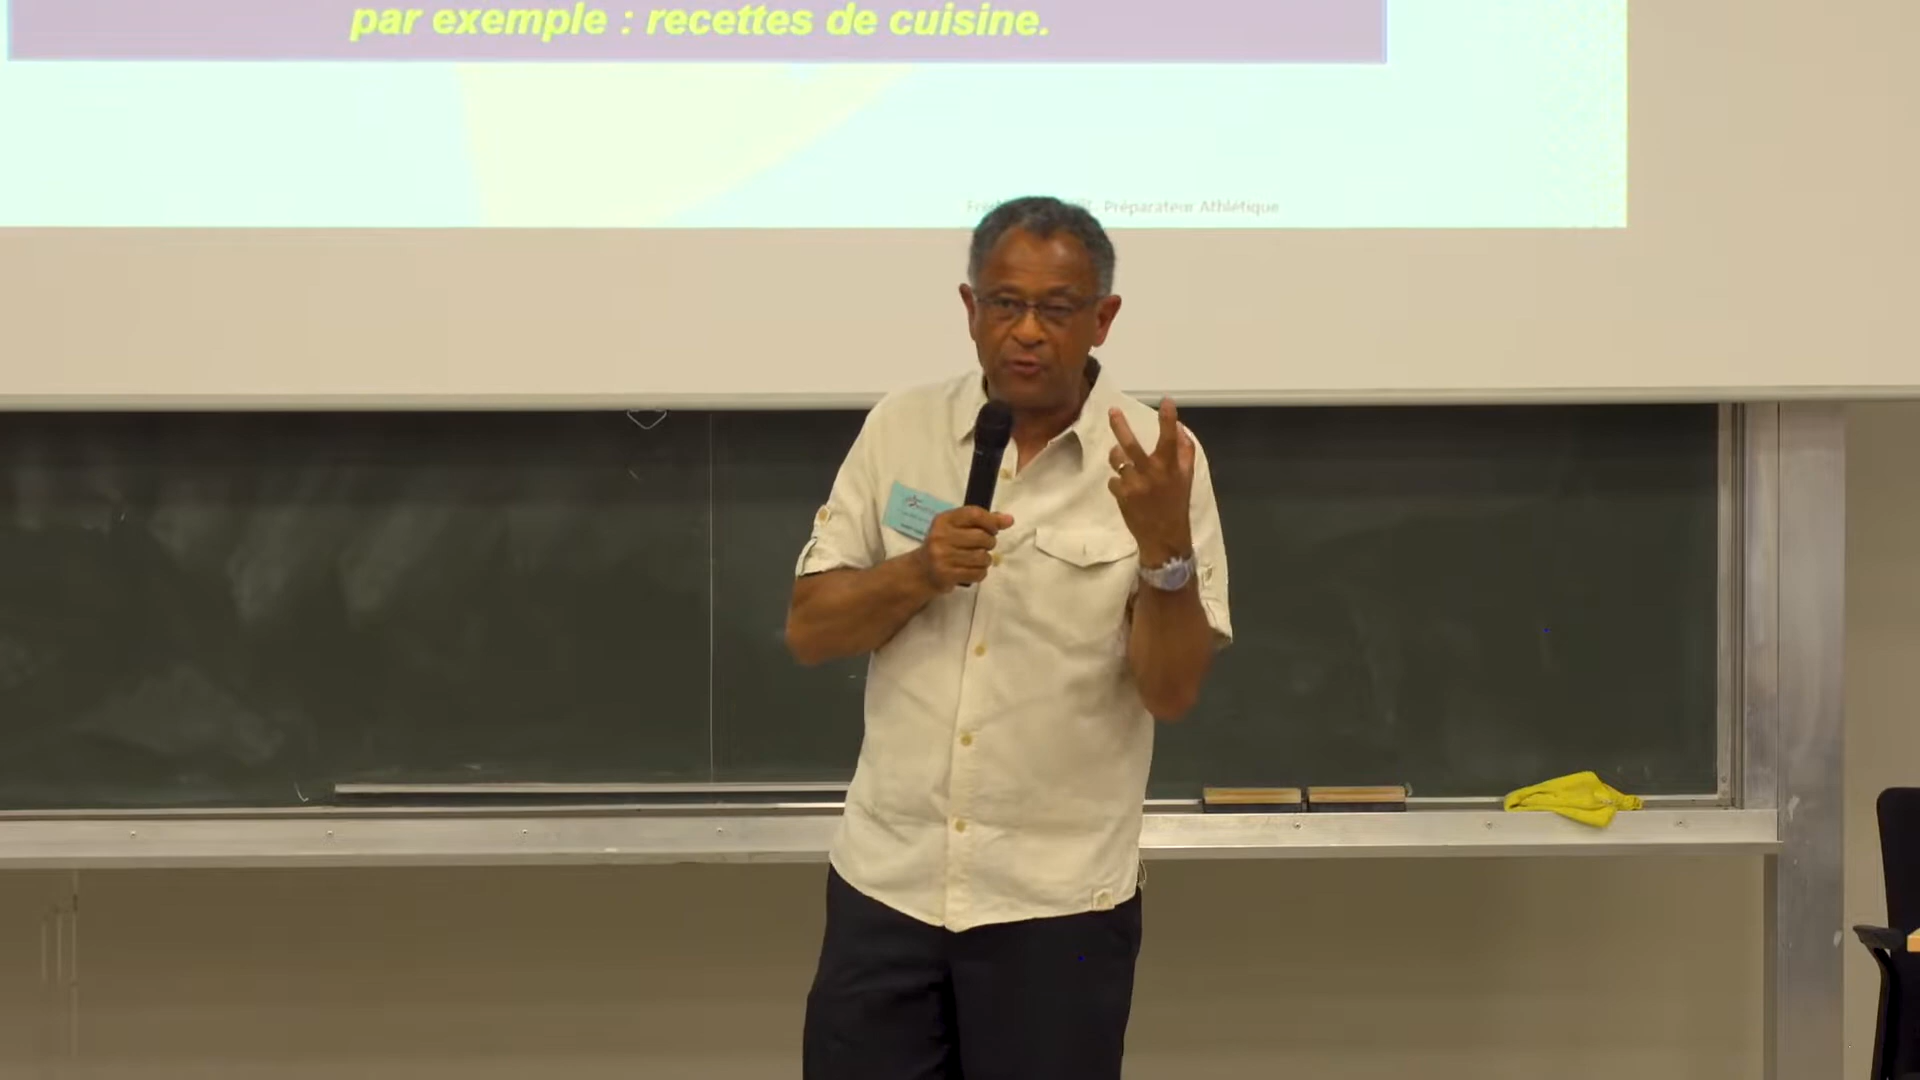 par exemple : recettes de cuisine.
Préparateur Athlétique